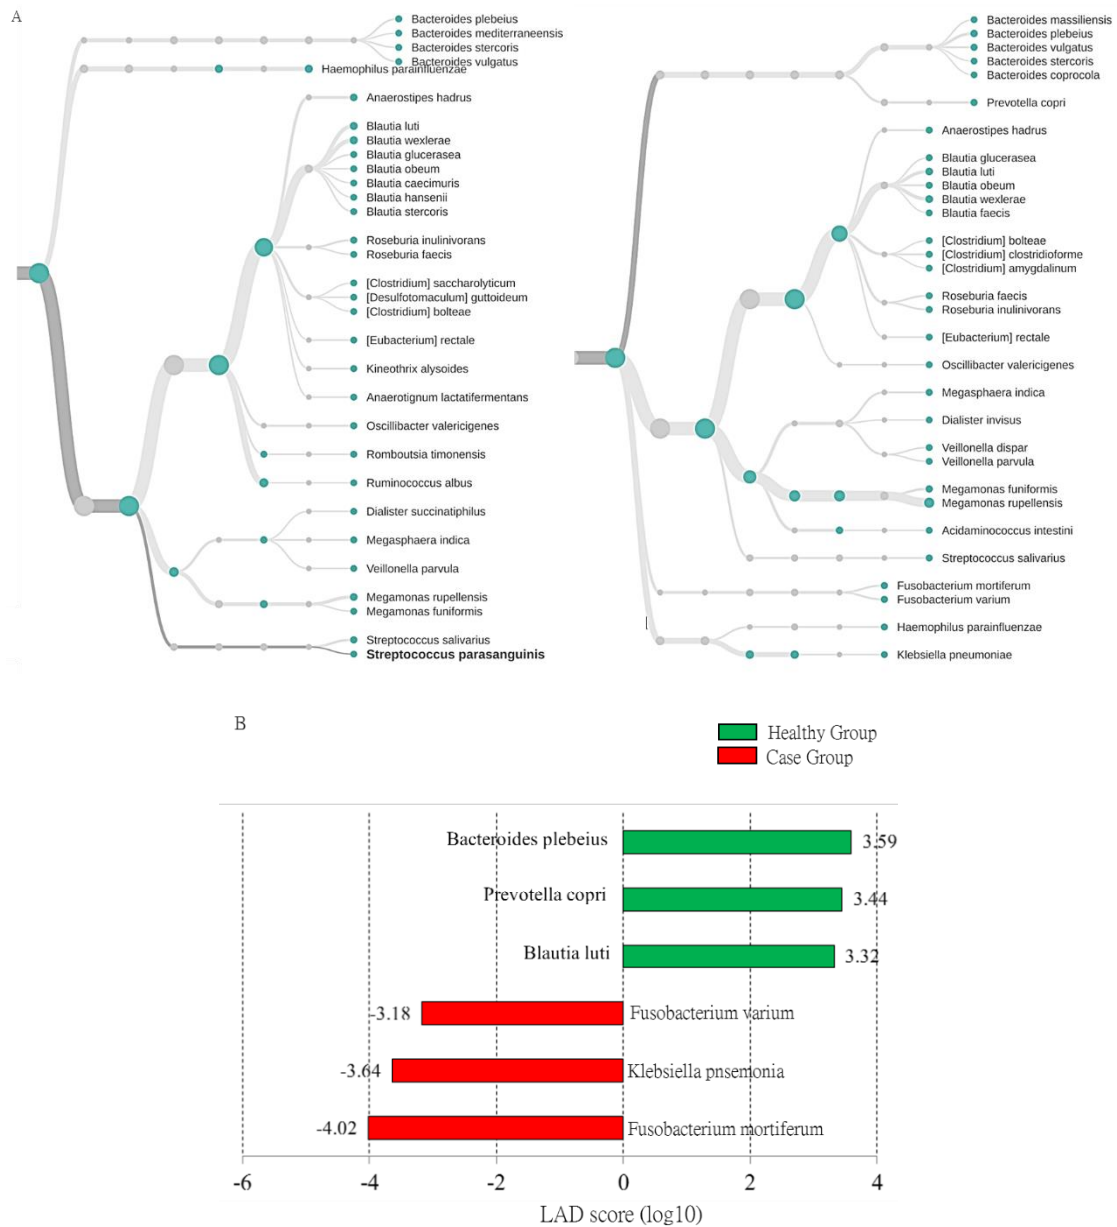 A
Bacteroides plebeius
Bacteroides mediterraneensis
Bacteroides stercoris
Bacteroides vulgatus
Haemophilus parainfluenzae
Anaerostipes hadrus
Blautia luti
Blautia wexlerae
Blautia glucerasea
Blautia obeum
Blautia caecimuris
Blautia hansenii
Blautia stercoris
Roseburia inulinivorans
Roseburia faecis
[Clostridium] saccharolyticum
[Desulfotomaculum] guttoideum
[Clostridium] bolteae
[Eubacterium] rectale
Kineothrix alysoides
Anaerotignum lactatifermentans
Oscillibacter valericigenes
Romboutsia timonensis
Ruminococcus albus
Dialister succinatiphilus
Megasphaera indica
Veillonella parvula
Megamonas rupellensis
Megamonas funiformis
Streptococcus salivarius
Streptococcus parasanguinis
Bacteroides massiliensis
Bacteroides plebeius
Bacteroides vulgatus
Bacteroides stercoris
Bacteroides coprocola
Prevotella copri
Anaerostipes hadrus
Blautia glucerasea
Blautia luti
Blautia obeum
Blautia wexlerae
Blautia faecis
[Clostridium] bolteae
[Clostridium] clostridioforme
[Clostridium] amygdalinum
Roseburia faecis
Roseburia inulinivorans
[Eubacterium] rectale
Oscillibacter valericigenes
Megasphaera indica
Dialister invisus
Veillonella dispar
Veillonella parvula
Megamonas funiformis
Megamonas rupellensis
Acidaminococcus intestini
Streptococcus salivarius
Fusobacterium mortiferum
Fusobacterium varium
Haemophilus parainfluenzae
Klebsiella pneumoniae
B
Healthy Group
Case Group
Bacteroides plebeius 3.59
Prevotella copri 3.44
Blautia luti 3.32
-3.18 Fusobacterium varium
-3.64 Klebsiella pnsemonia
-4.02 Fusobacterium mortiferum
-6 -4 -2 0 2 4
LAD score (log10)